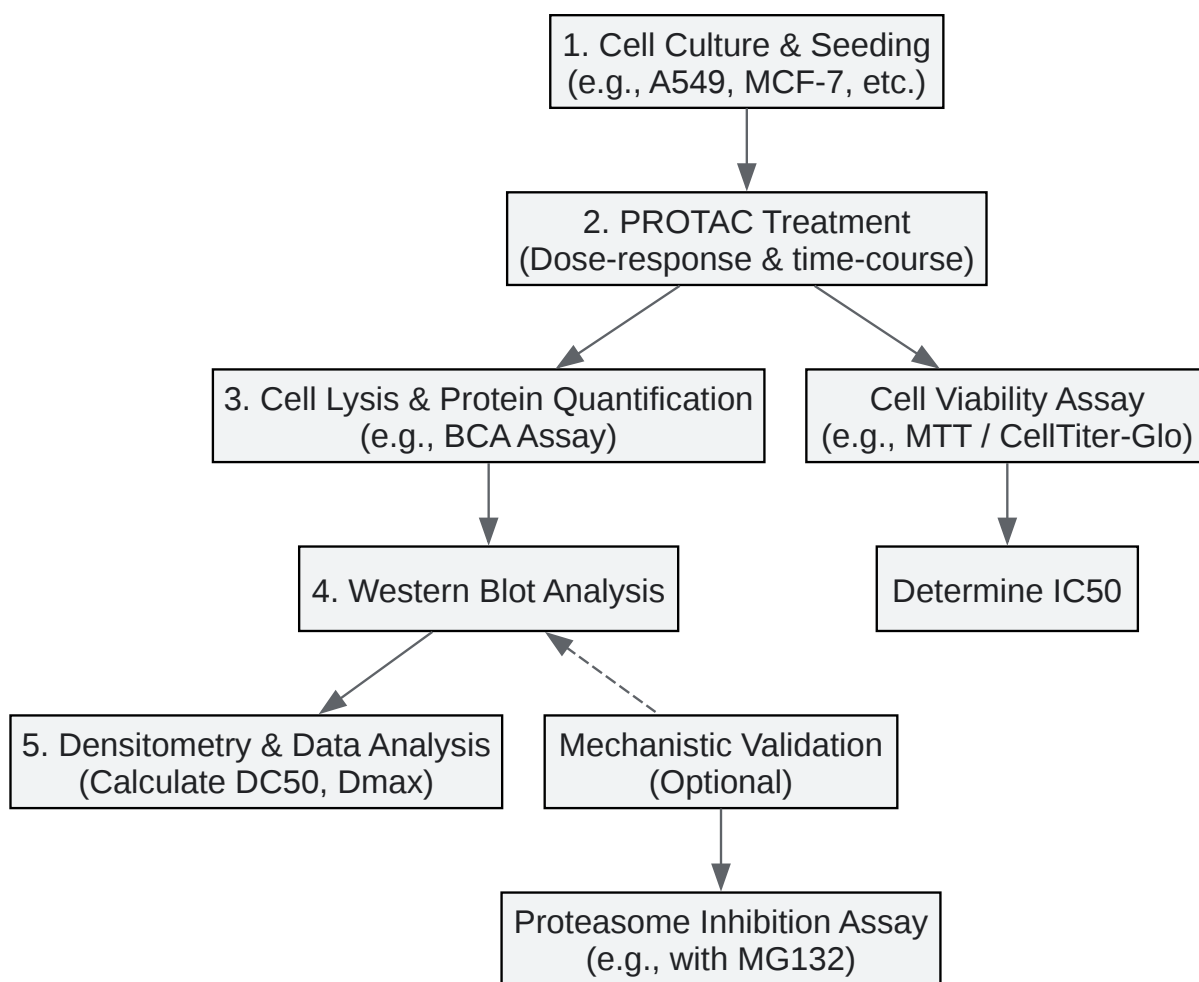 1. Cell Culture & Seeding
(e.g., A549, MCF-7, etc.)
2. PROTAC Treatment
(Dose-response & time-course)
3. Cell Lysis & Protein Quantification
(e.g., BCA Assay)
Cell Viability Assay
(e.g., MTT / CellTiter-Glo)
4. Western Blot Analysis
Determine IC50
5. Densitometry & Data Analysis
(Calculate DC50, Dmax)
Mechanistic Validation
(Optional)
Proteasome Inhibition Assay
(e.g., with MG132)